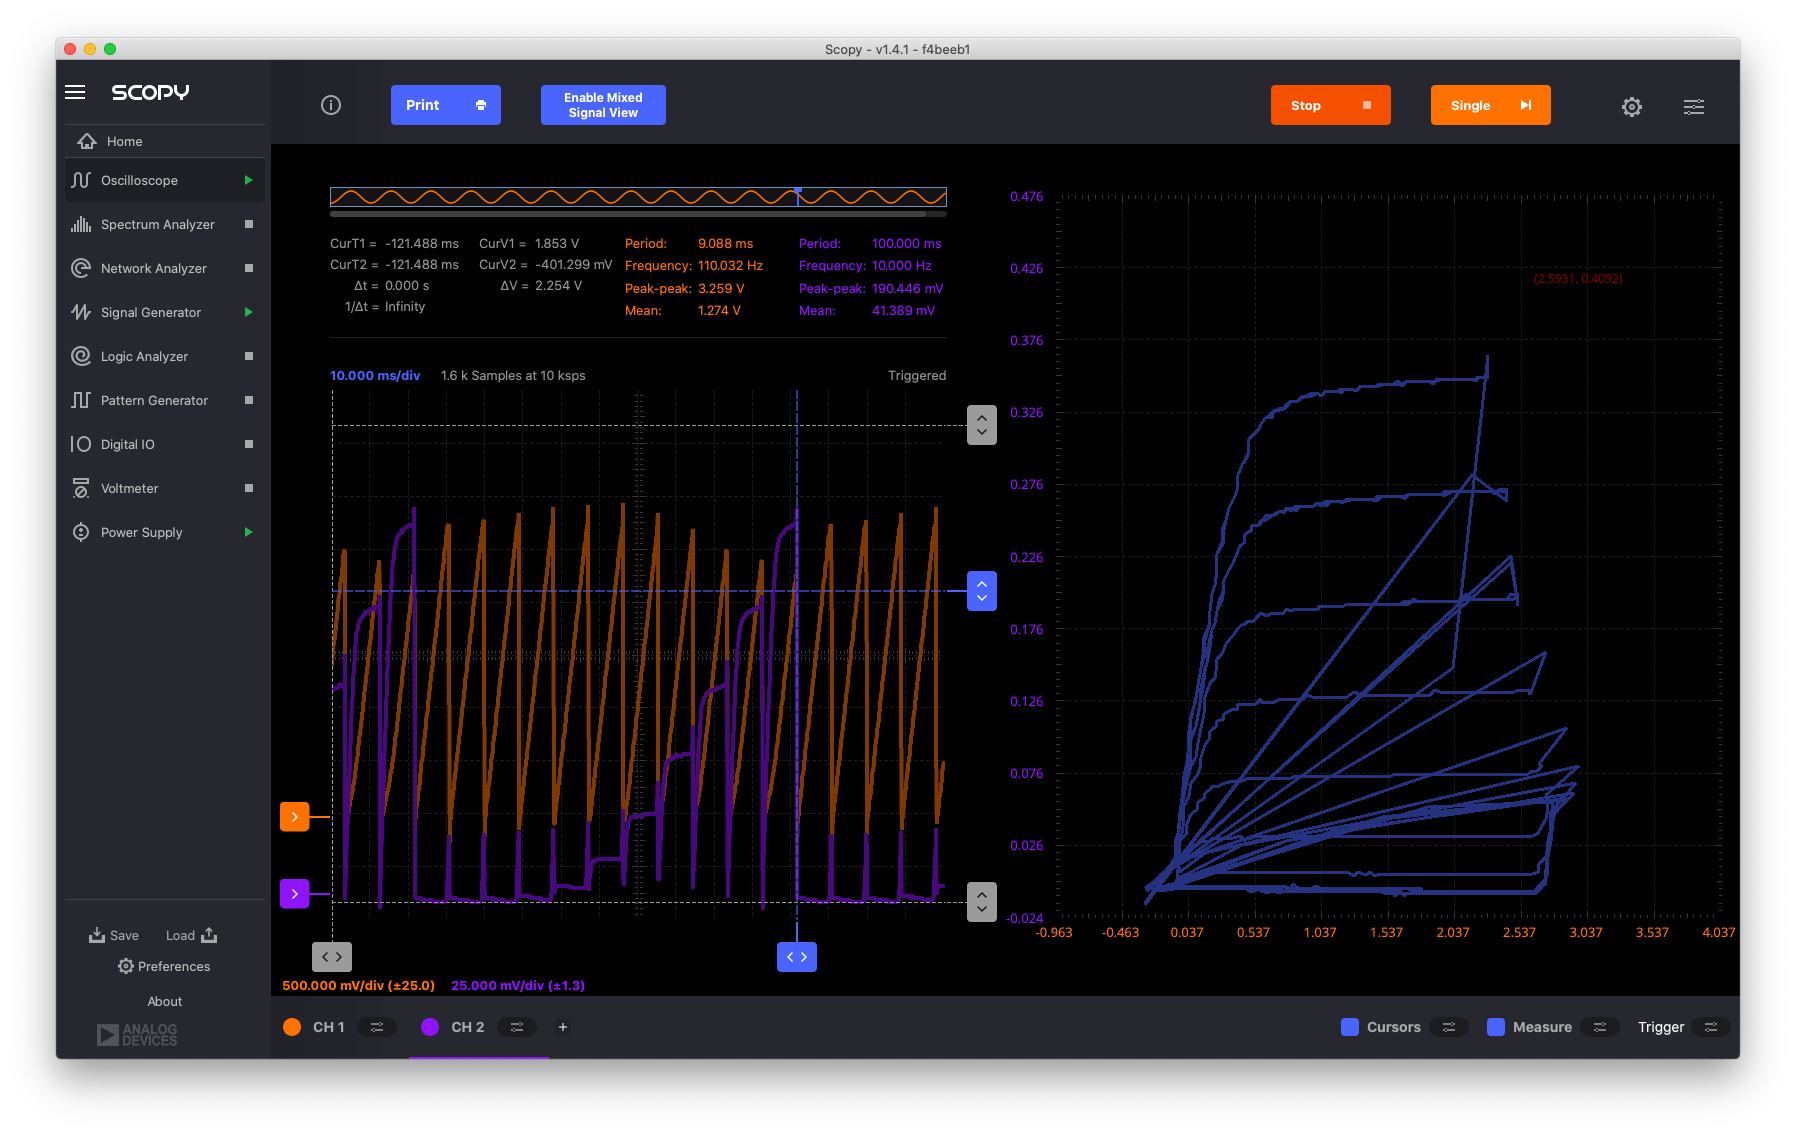 Scopy - v1.4.1 - f4beeb1
SCOPY
Home
Oscilloscope
Spectrum Analyzer
Network Analyzer
Signal Generator
Logic Analyzer
Pattern Generator
Digital IO
Voltmeter
Power Supply
Save Load
Preferences
About
ANALOG
DEVICES
Print
Enable Mixed
Signal View
Stop
Single
CurT1 = -121.488 ms CurV1 = 1.853 V Period: 9.088 ms Period: 100.000 ms
CurT2 = -121.488 ms CurV2 = -401.299 mV Frequency: 110.032 Hz Frequency: 10.000 Hz
Δt = 0.000 s ΔV = 2.254 V Peak-peak: 3.259 V Peak-peak: 190.446 mV
1/Δt = Infinity Mean: 1.274 V Mean: 41.389 mV
10.000 ms/div 1.6 k Samples at 10 ksps Triggered
500.000 mV/div (±25.0) 25.000 mV/div (±1.3)
0.476
0.426
(2.5931, 0.4092)
0.376
0.326
0.276
0.226
0.176
0.126
0.076
0.026
-0.024
-0.963 -0.463 0.037 0.537 1.037 1.537 2.037 2.537 3.037 3.537 4.037
CH 1 CH 2 + Cursors Measure Trigger